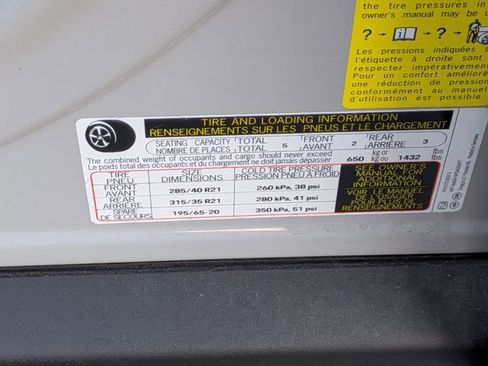 the tire pressures in
owner's manual may be u
? → i → ?
Les pressions indiquées s
l'étiquette à droite sont
respecter impérativement
Pour un confort amélioré
une réduction de pression
conformément au manuel
d'utilisation est possible.
TIRE AND LOADING INFORMATION
RENSEIGNEMENTS SUR LES PNEUS ET LE CHARGEMENT
SEATING CAPACITY TOTAL 5 FRONT 2 REAR 3
NOMBRE DE PLACES TOTAL AVANT ARRIÈRE
The combined weight of occupants and cargo should never exceed 650 kg or 1432 lbs
Le poids total des occupants et du chargement ne doit jamais dépasser kg ou lbs
TIRE SIZE COLD TIRE PRESSURE SEE OWNER'S
PNEU DIMENSIONS PRESSION PNEU A FROID MANUAL FOR
FRONT 285/40 R21 260 kPa, 38 psi ADDITIONAL
AVANT INFORMATION
REAR 315/35 R21 280 kPa, 41 psi VOIR LE MANUEL
ARRIÈRE DE L'USAGER
SPARE 195/65-20 350 kPa, 51 psi POUR PLUS DE
DE SECOURS RENSEIGNEMENTS